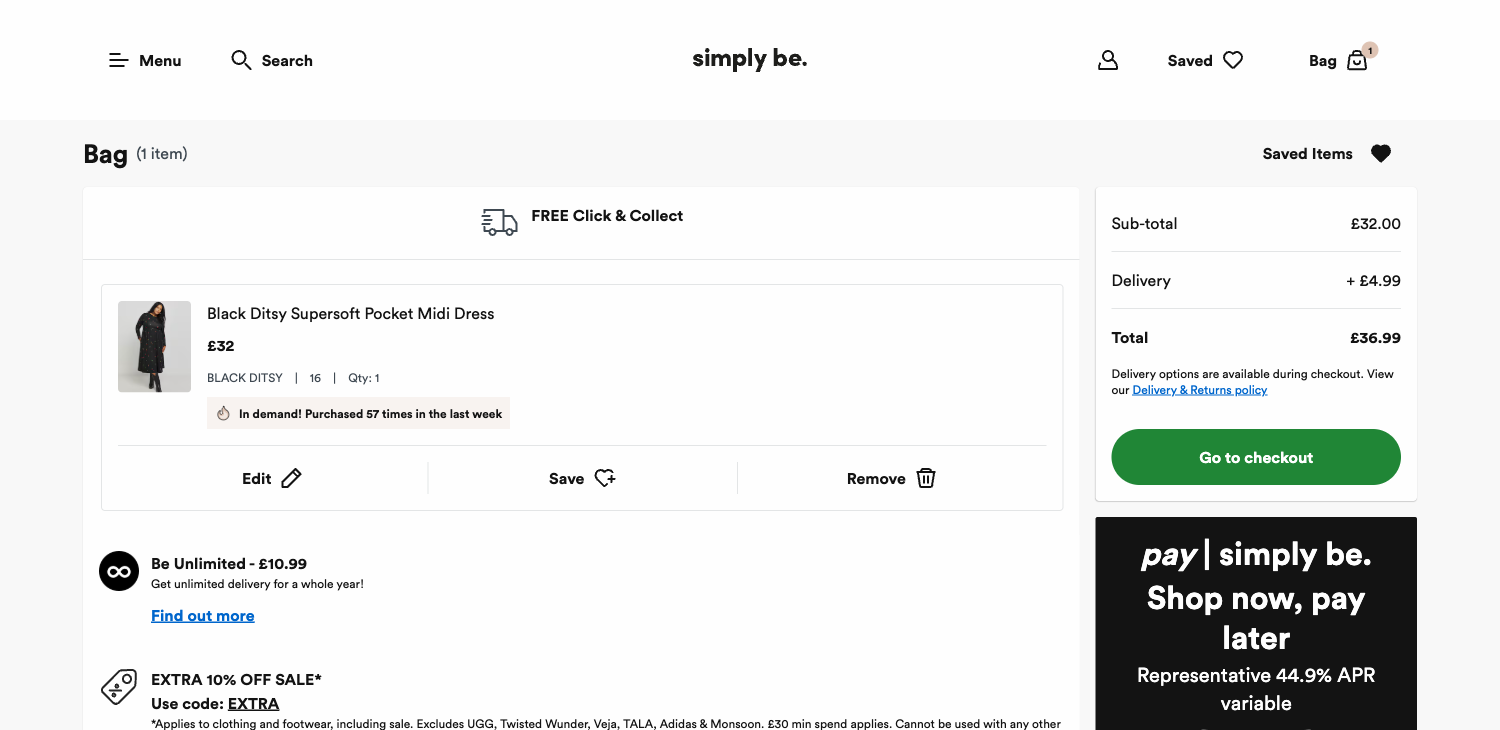 Menu
Search
simply be.
Saved
Bag
1
Bag (1 item)
Saved Items
FREE Click & Collect
Black Ditsy Supersoft Pocket Midi Dress
£32
BLACK DITSY | 16 | Qty: 1
In demand! Purchased 57 times in the last week
Edit
Save
Remove
Be Unlimited - £10.99
Get unlimited delivery for a whole year!
Find out more
EXTRA 10% OFF SALE*
Use code: EXTRA
*Applies to clothing and footwear, including sale. Excludes UGG, Twisted Wunder, Veja, TALA, Adidas & Monsoon. £30 min spend applies. Cannot be used with any other
Sub-total £32.00
Delivery + £4.99
Total £36.99
Delivery options are available during checkout. View
our Delivery & Returns policy
Go to checkout
pay | simply be.
Shop now, pay
later
Representative 44.9% APR
variable